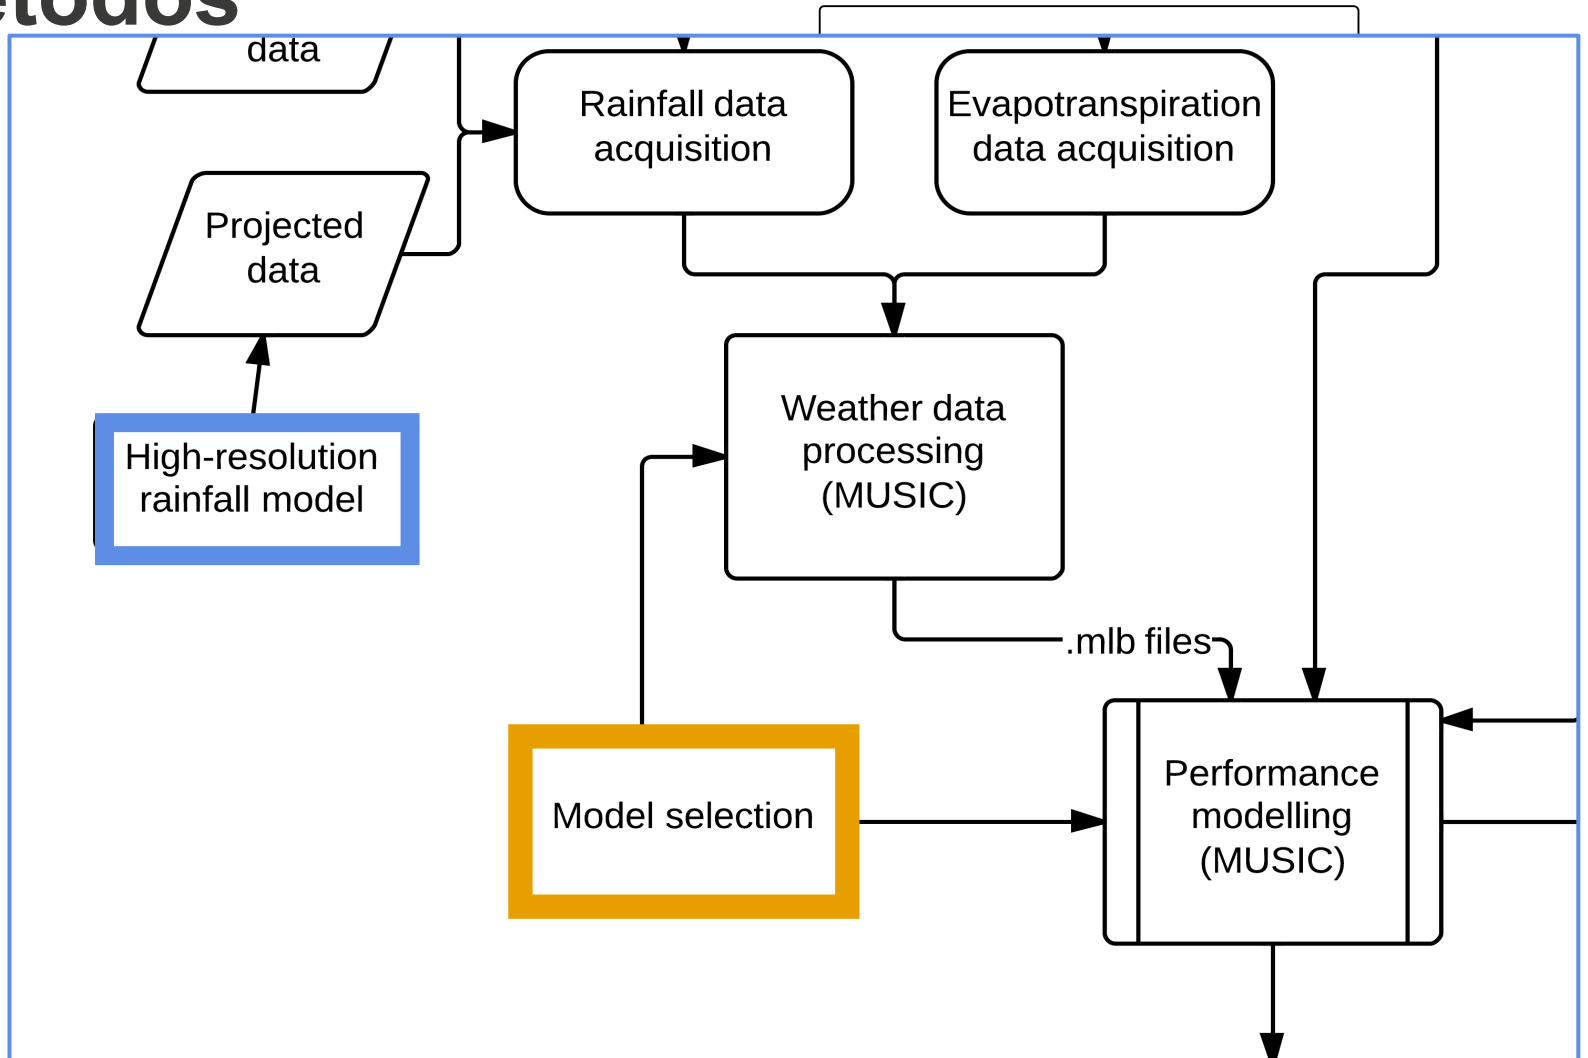 data
Rainfall data
acquisition
Evapotranspiration
data acquisition
Projected
data
High-resolution
rainfall model
Weather data
processing
(MUSIC)
.mlb files
Model selection
Performance
modelling
(MUSIC)